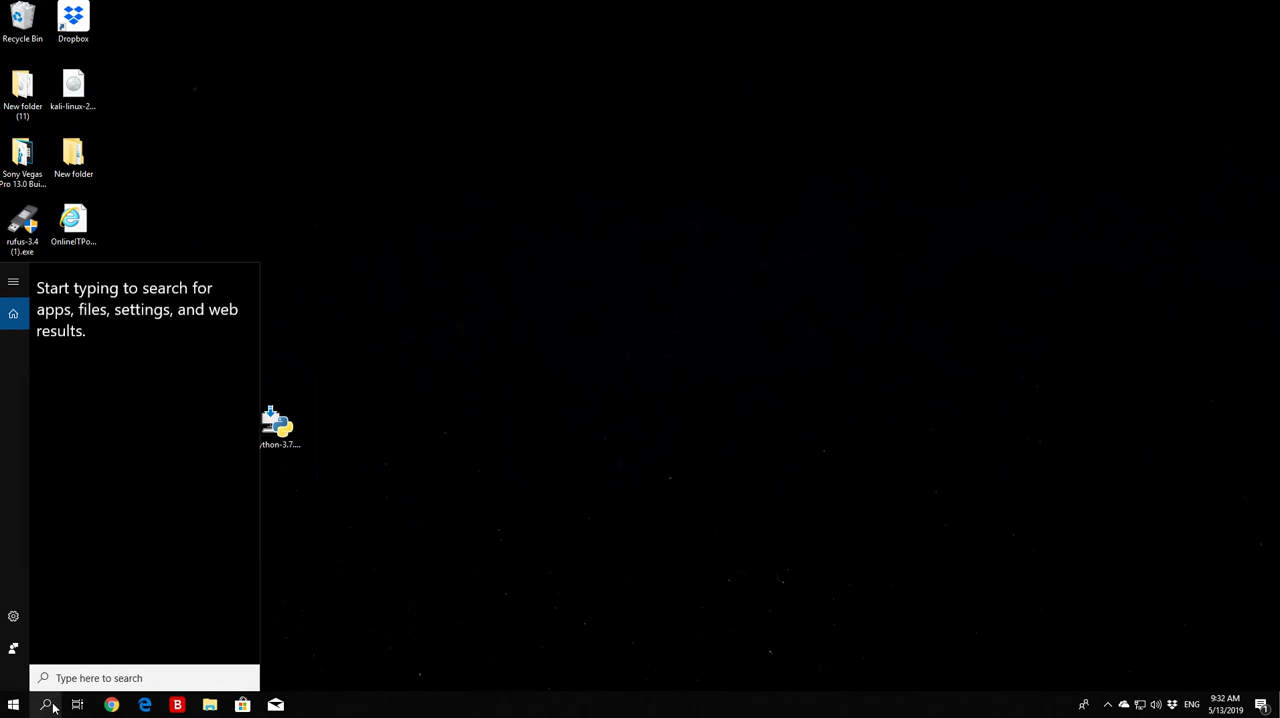 Recycle Bin
Dropbox
New folder
(11)
kali-linux-2...
Sony Vegas
Pro 13.0 Bui...
New folder
rufus-3.4
(1).exe
OnlineITPo...
Start typing to search for
apps, files, settings, and web
results.
ython-3.7....
Type here to search
B
ENG
9:32 AM
5/13/2019
1